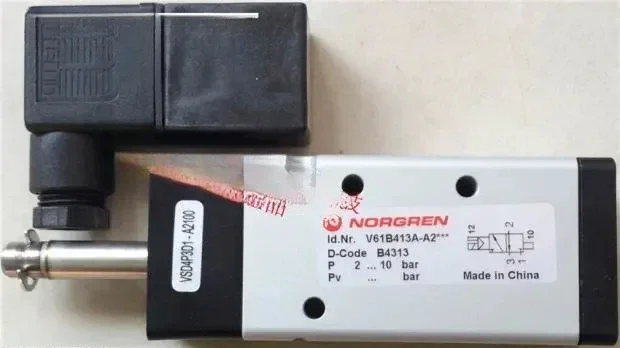 NORGREN
Id.Nr. V61B413A-A2***
D-Code B4313
P 2 ... 10 bar
Pv ... bar
12
2
10
3
1
Made in China
VSD4P3D1-A2100